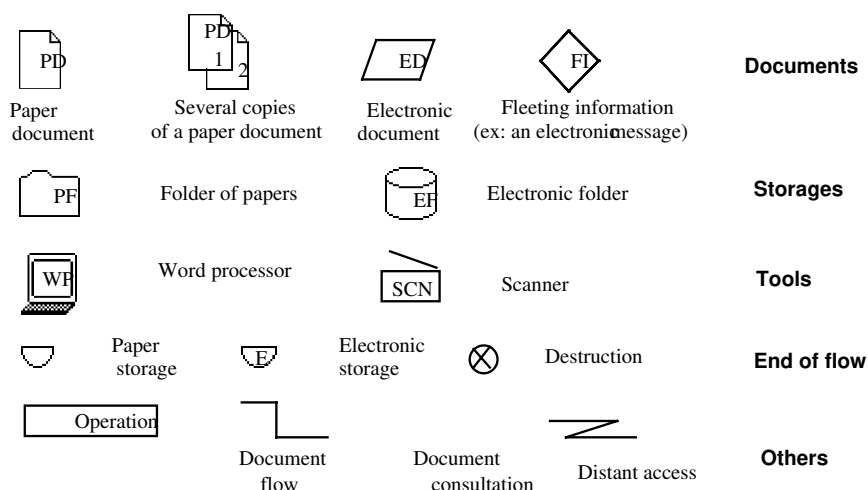 PD
PD
1
2
ED
FI
Documents
Paper
document
Several copies
of a paper document
Electronic
document
Fleeting information
(ex: an electronicmessage)
PF
Folder of papers
EF
Electronic folder
Storages
WP
Word processor
SCN
Scanner
Tools
Paper
storage
E
Electronic
storage
Destruction
End of flow
Operation
Document
flow
Document
consultation
Distant access
Others